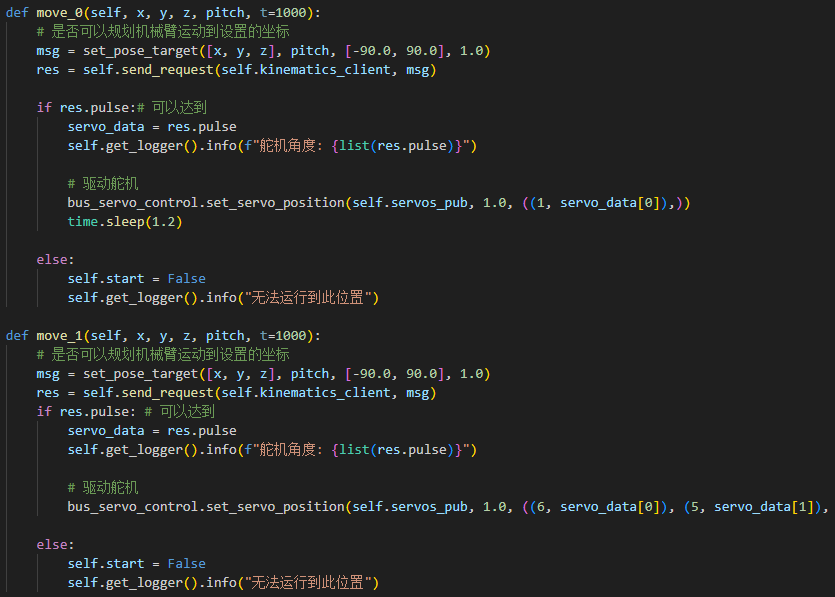 def move_0(self, x, y, z, pitch, t=1000):
# 是否可以规划机械臂运动到设置的坐标
msg = set_pose_target([x, y, z], pitch, [-90.0, 90.0], 1.0)
res = self.send_request(self.kinematics_client, msg)
if res.pulse:# 可以达到
servo_data = res.pulse
self.get_logger().info(f"舵机角度: {list(res.pulse)}")
# 驱动舵机
bus_servo_control.set_servo_position(self.servos_pub, 1.0, ((1, servo_data[0]),))
time.sleep(1.2)
else:
self.start = False
self.get_logger().info("无法运行到此位置")
def move_1(self, x, y, z, pitch, t=1000):
# 是否可以规划机械臂运动到设置的坐标
msg = set_pose_target([x, y, z], pitch, [-90.0, 90.0], 1.0)
res = self.send_request(self.kinematics_client, msg)
if res.pulse: # 可以达到
servo_data = res.pulse
self.get_logger().info(f"舵机角度: {list(res.pulse)}")
# 驱动舵机
bus_servo_control.set_servo_position(self.servos_pub, 1.0, ((6, servo_data[0]), (5, servo_data[1]),
else:
self.start = False
self.get_logger().info("无法运行到此位置")